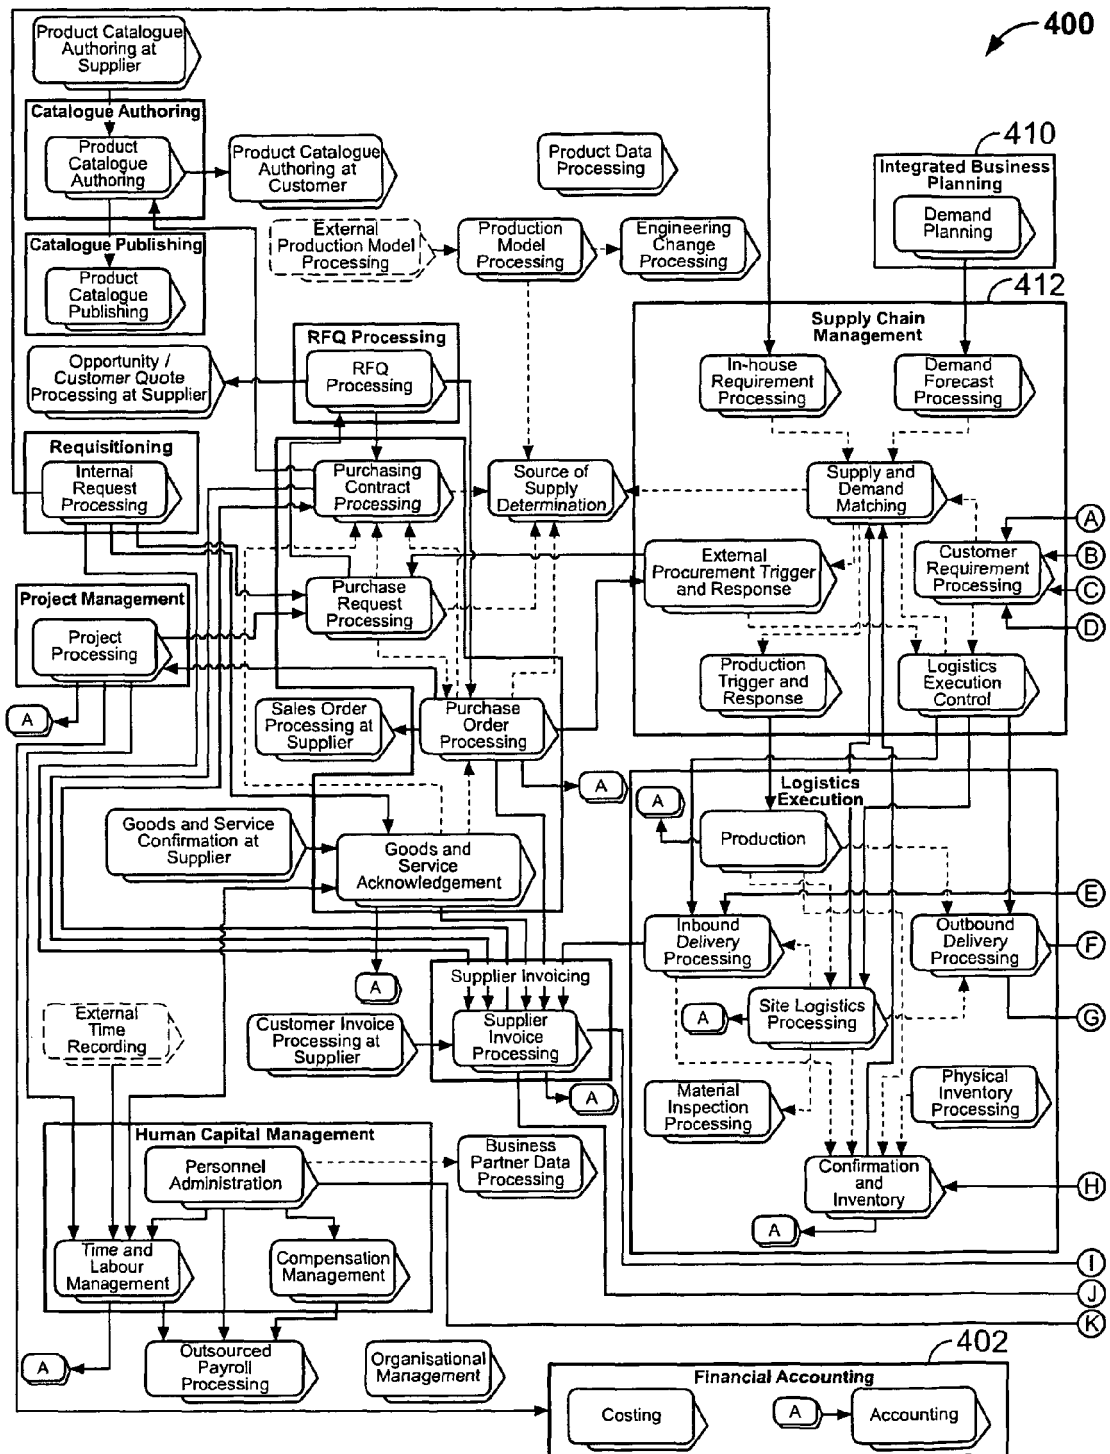 400
Product Catalogue
Authoring at
Supplier
Catalogue Authoring
Product
Catalogue
Authoring
Product Catalogue
Authoring at
Customer
Product Data
Processing
410
Integrated Business
Planning
Demand
Planning
External
Production Model
Processing
Production
Model
Processing
Engineering
Change
Processing
Catalogue Publishing
Product
Catalogue
Publishing
412
Supply Chain
Management
RFQ Processing
RFQ
Processing
Opportunity /
Customer Quote
Processing at Supplier
In-house
Requirement
Processing
Demand
Forecast
Processing
Requisitioning
Internal
Request
Processing
Purchasing
Contract
Processing
Source of
Supply
Determination
Supply and
Demand
Matching
A
B
C
D
External
Procurement Trigger
and Response
Customer
Requirement
Processing
Project Management
Project
Processing
Purchase
Request
Processing
Production
Trigger and
Response
Logistics
Execution
Control
A
Sales Order
Processing at
Supplier
Purchase
Order
Processing
A
Logistics
Execution
A
Production
Goods and Service
Confirmation at
Supplier
Goods and
Service
Acknowledgement
E
Inbound
Delivery
Processing
Outbound
Delivery
Processing
F
A
Supplier Invoicing
External
Time
Recording
Customer Invoice
Processing at
Supplier
Supplier
Invoice
Processing
A
Site Logistics
Processing
G
A
Material
Inspection
Processing
Physical
Inventory
Processing
Human Capital Management
Personnel
Administration
Business
Partner Data
Processing
Confirmation
and
Inventory
H
A
Time and
Labour
Management
Compensation
Management
I
J
K
A
Outsourced
Payroll
Processing
Organisational
Management
402
Financial Accounting
Costing
A
Accounting